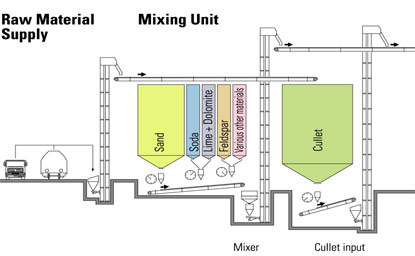 Raw Material
Supply
Mixing Unit
Sand
Soda
Lime + Dolomite
Feldspar
Various other materials
Cullet
Mixer
Cullet input